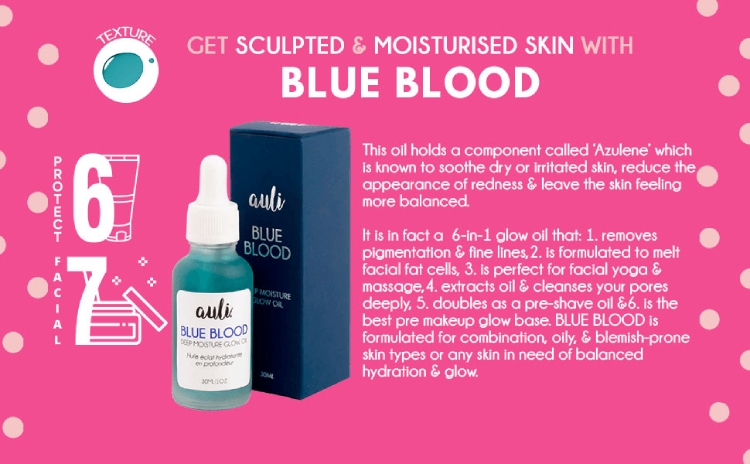 TEXTURE
GET SCULPTED & MOISTURISED SKIN WITH
BLUE BLOOD
PROTECT
6
FACIAL
7
auli
BLUE
BLOOD
DEEP MOISTURE
GLOW OIL
30ML
auli
BLUE BLOOD
DEEP MOISTURE GLOW OIL
Huile éclat hydratante
en profondeur
30ML/1OZ
This oil holds a component called 'Azulene' which
is known to soothe dry or irritated skin, reduce the
appearance of redness & leave the skin feeling
more balanced.
It is in fact a 6-in-1 glow oil that: 1. removes
pigmentation & fine lines, 2. is formulated to melt
facial fat cells, 3. is perfect for facial yoga &
massage, 4. extracts oil & cleanses your pores
deeply, 5. doubles as a pre-shave oil &6. is the
best pre makeup glow base. BLUE BLOOD is
formulated for combination, oily, & blemish-prone
skin types or any skin in need of balanced
hydration & glow.